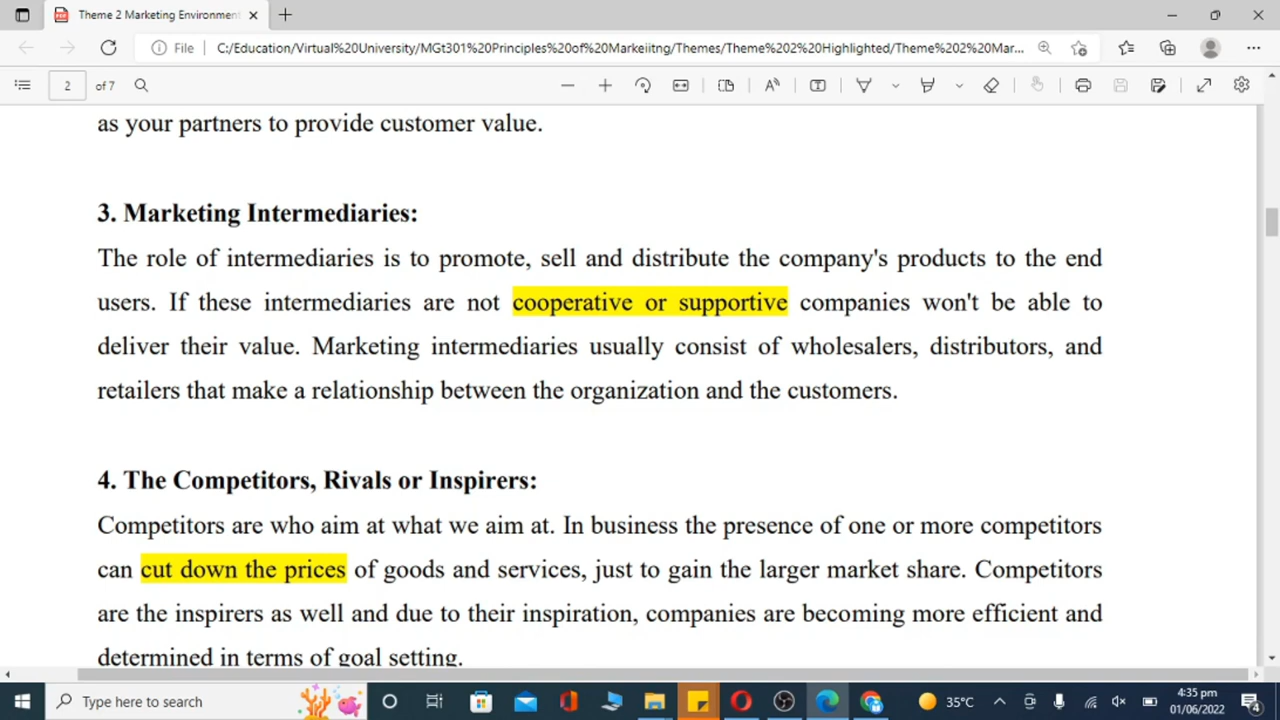 Theme 2 Marketing Environment
File
C:/Education/Virtual%20University/MGt301%20Principles%20of%20Markeiitng/Themes/Theme%202%20Highlighted/Theme%202%20Mar...
2 of 7
as your partners to provide customer value.
3. Marketing Intermediaries:
The role of intermediaries is to promote, sell and distribute the company's products to the end
users. If these intermediaries are not cooperative or supportive companies won't be able to
deliver their value. Marketing intermediaries usually consist of wholesalers, distributors, and
retailers that make a relationship between the organization and the customers.
4. The Competitors, Rivals or Inspirers:
Competitors are who aim at what we aim at. In business the presence of one or more competitors
can cut down the prices of goods and services, just to gain the larger market share. Competitors
are the inspirers as well and due to their inspiration, companies are becoming more efficient and
determined in terms of goal setting.
Type here to search
35°C
4:35 pm
01/06/2022
4